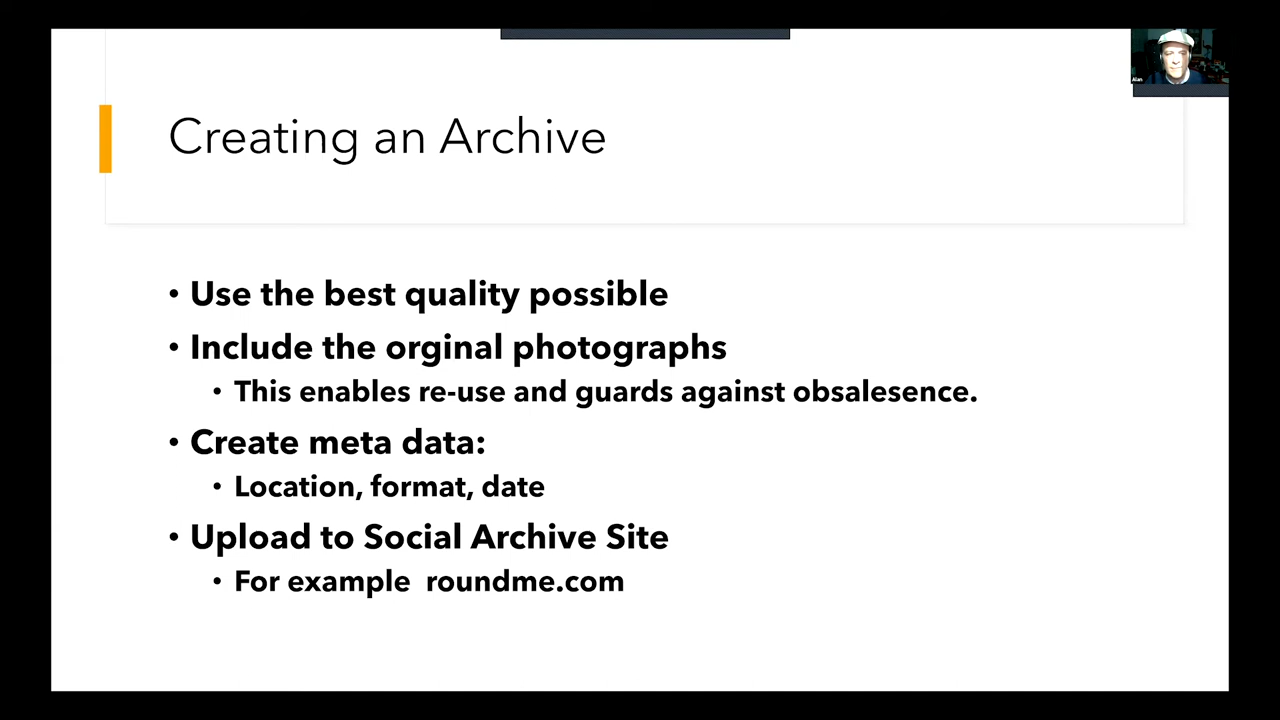 Alan
Creating an Archive
• Use the best quality possible
• Include the orginal photographs
• This enables re-use and guards against obsalesence.
• Create meta data:
• Location, format, date
• Upload to Social Archive Site
• For example roundme.com